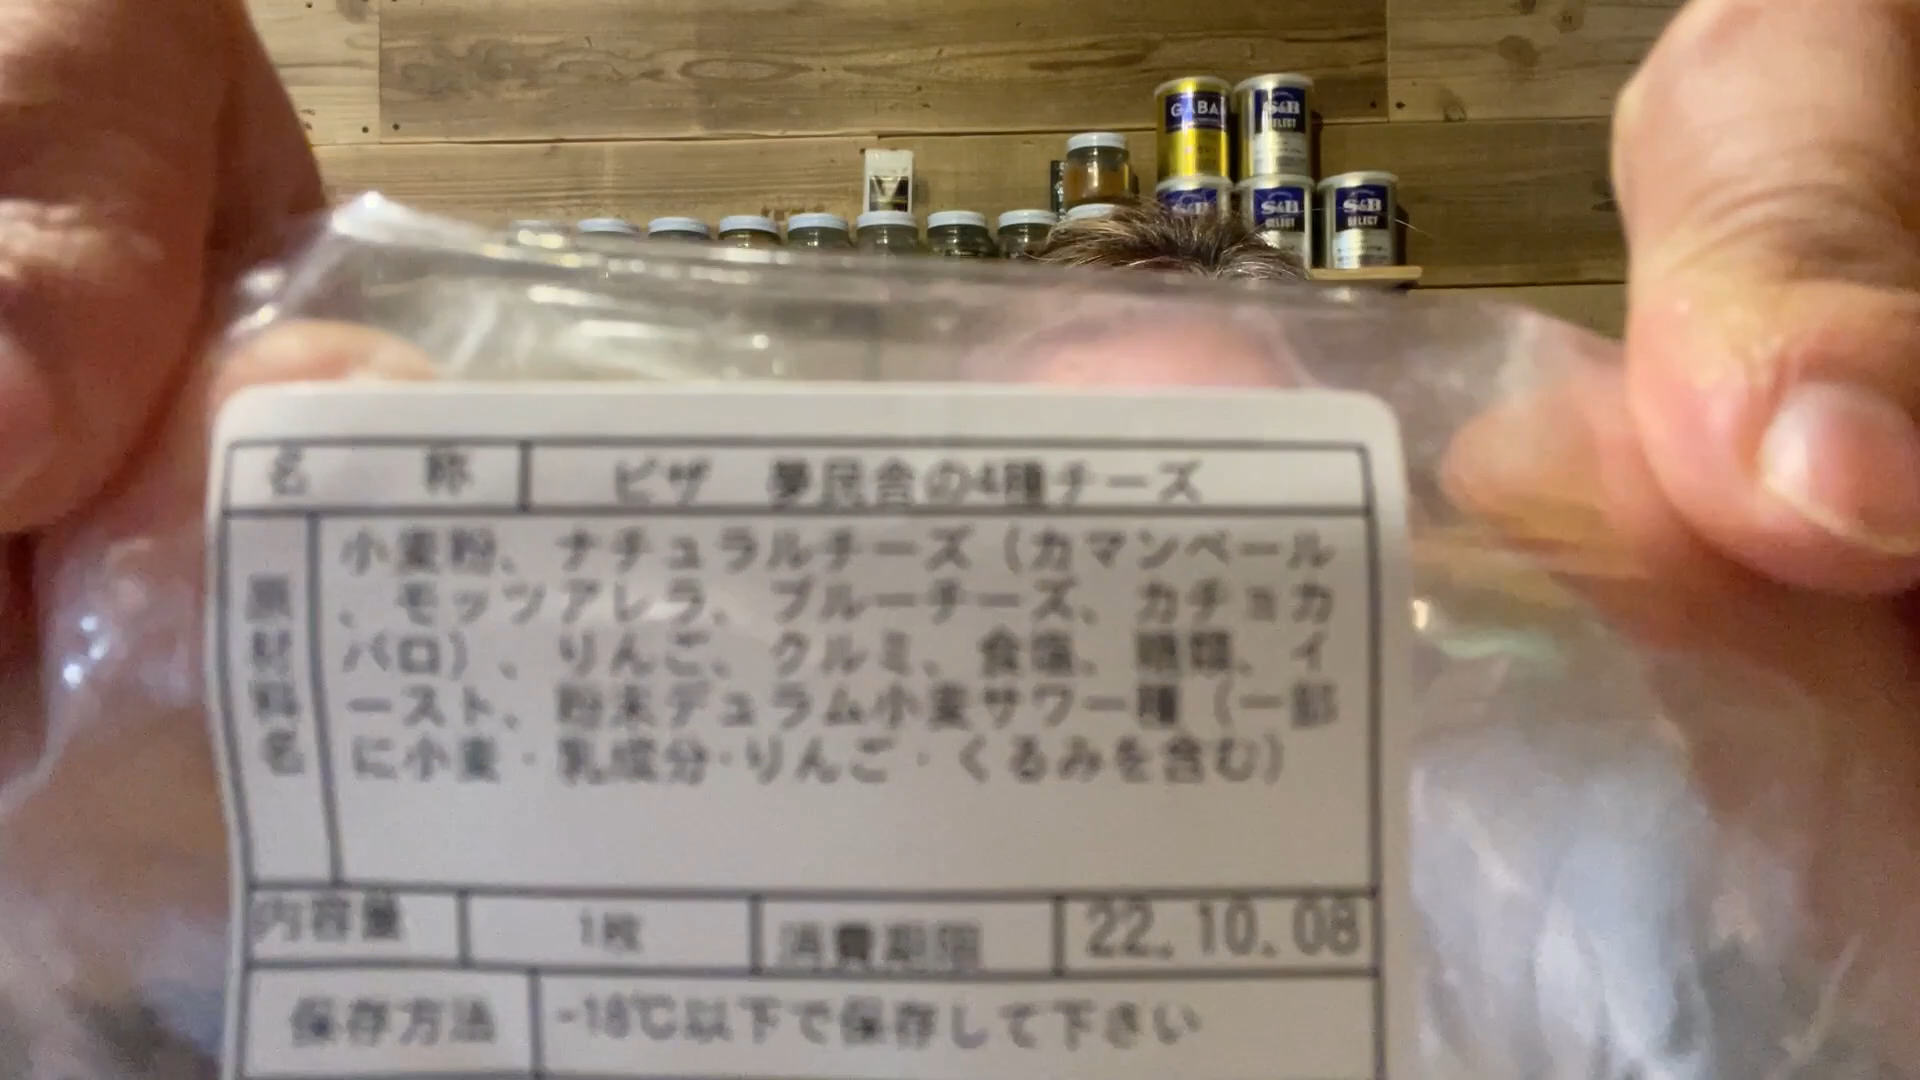 GABAN
S&B
SELECT
S&B
S&B
SELECT
S&B
SELECT
名 称 ピザ 夢民舎の4種チーズ
原材料名
小麦粉、ナチュラルチーズ（カマンベール
、モッツアレラ、ブルーチーズ、カチョカ
バロ）、りんご、クルミ、食塩、糖類、イ
ースト、粉末デュラム小麦サワー種（一部
に小麦・乳成分・りんご・くるみを含む）
内容量 1枚 消費期限 22.10.08
保存方法 -18℃以下で保存して下さい